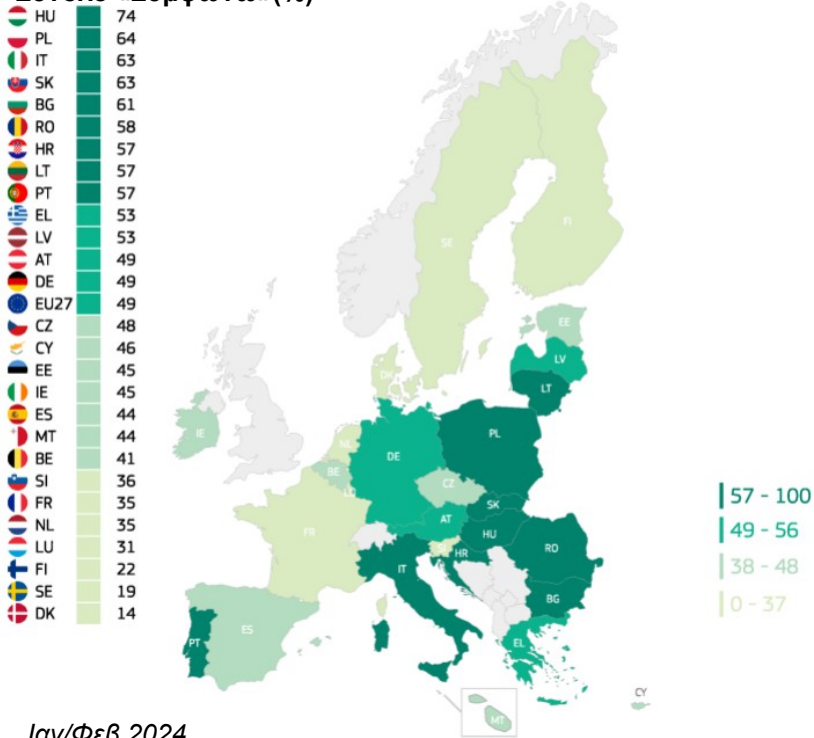 Σύνολο «Συμφωνώ» (%)
HU 74
PL 64
IT 63
SK 63
BG 61
RO 58
HR 57
LT 57
PT 57
EL 53
LV 53
AT 49
DE 49
EU27 49
CZ 48
CY 46
EE 45
IE 45
ES 44
MT 44
BE 41
SI 36
FR 35
NL 35
LU 31
FI 22
SE 19
DK 14
FI
SE
EE
LV
DK
LT
IE
PL
NL
DE
BE
CZ
SK
AT
FR
HU
RO
HR
IT
BG
ES
PT
EL
CY
MT
57 - 100
49 - 56
38 - 48
0 - 37
Ιαν/Φεβ 2024